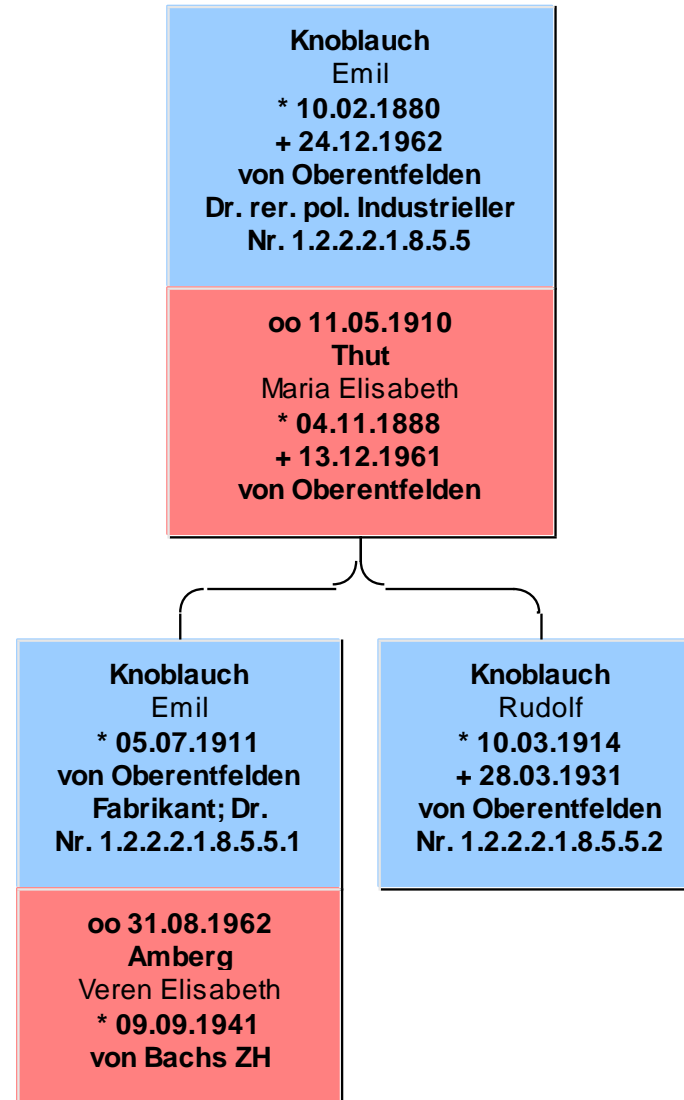 Knoblauch
Emil
* 10.02.1880
+ 24.12.1962
von Oberentfelden
Dr. rer. pol. Industrieller
Nr. 1.2.2.2.1.8.5.5
oo 11.05.1910
Thut
Maria Elisabeth
* 04.11.1888
+ 13.12.1961
von Oberentfelden
Knoblauch
Emil
* 05.07.1911
von Oberentfelden
Fabrikant; Dr.
Nr. 1.2.2.2.1.8.5.5.1
oo 31.08.1962
Amberg
Veren Elisabeth
* 09.09.1941
von Bachs ZH
Knoblauch
Rudolf
* 10.03.1914
+ 28.03.1931
von Oberentfelden
Nr. 1.2.2.2.1.8.5.5.2